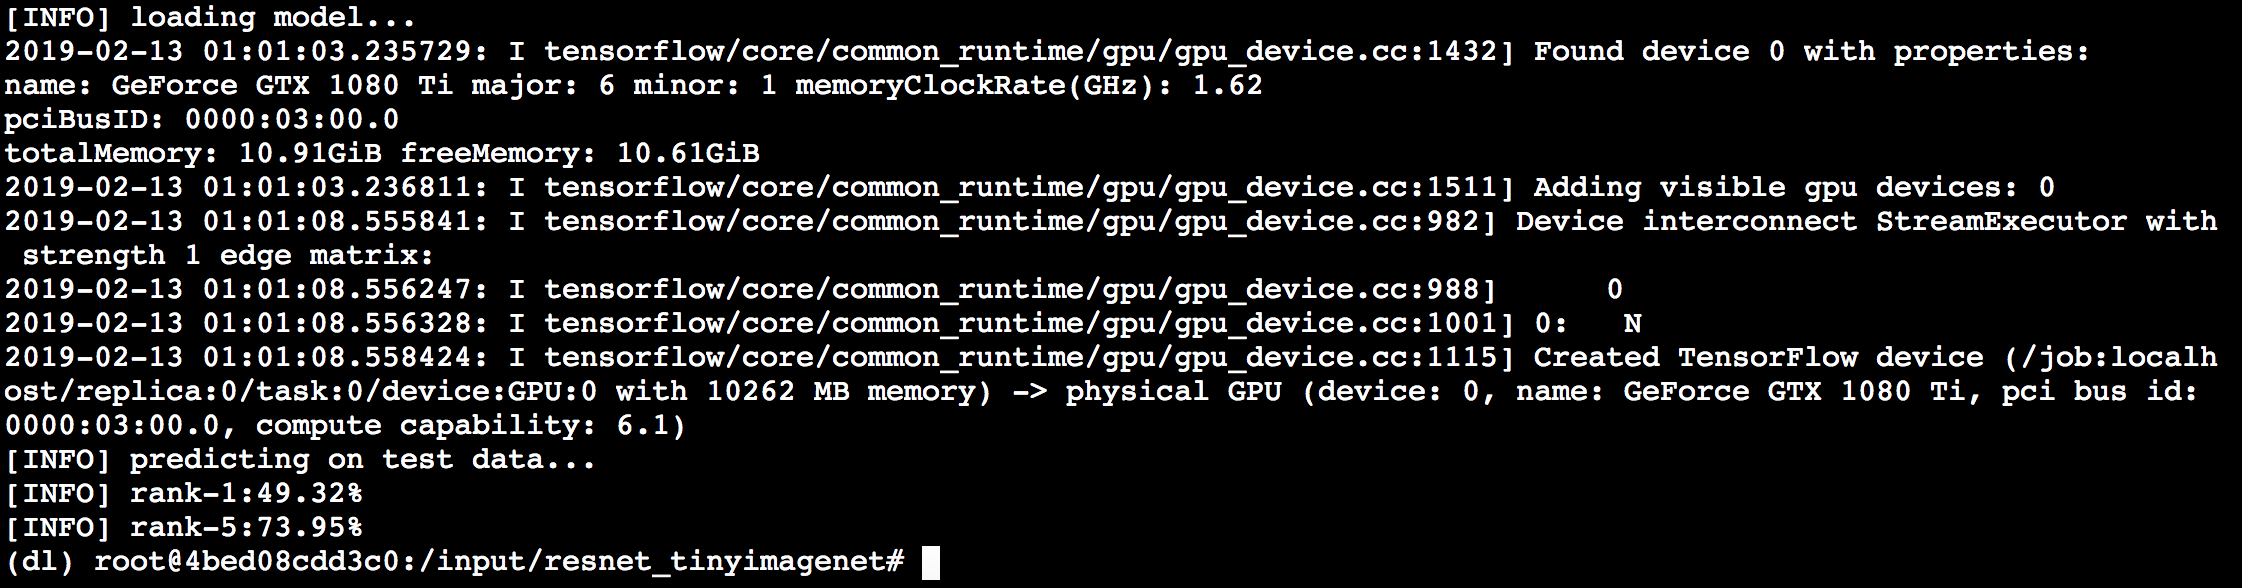 [INFO] loading model...
2019-02-13 01:01:03.235729: I tensorflow/core/common_runtime/gpu/gpu_device.cc:1432] Found device 0 with properties:
name: GeForce GTX 1080 Ti major: 6 minor: 1 memoryClockRate(GHz): 1.62
pciBusID: 0000:03:00.0
totalMemory: 10.91GiB freeMemory: 10.61GiB
2019-02-13 01:01:03.236811: I tensorflow/core/common_runtime/gpu/gpu_device.cc:1511] Adding visible gpu devices: 0
2019-02-13 01:01:08.555841: I tensorflow/core/common_runtime/gpu/gpu_device.cc:982] Device interconnect StreamExecutor with
 strength 1 edge matrix:
2019-02-13 01:01:08.556247: I tensorflow/core/common_runtime/gpu/gpu_device.cc:988]      0
2019-02-13 01:01:08.556328: I tensorflow/core/common_runtime/gpu/gpu_device.cc:1001] 0:   N
2019-02-13 01:01:08.558424: I tensorflow/core/common_runtime/gpu/gpu_device.cc:1115] Created TensorFlow device (/job:localh
ost/replica:0/task:0/device:GPU:0 with 10262 MB memory) -> physical GPU (device: 0, name: GeForce GTX 1080 Ti, pci bus id:
0000:03:00.0, compute capability: 6.1)
[INFO] predicting on test data...
[INFO] rank-1:49.32%
[INFO] rank-5:73.95%
(dl) root@4bed08cdd3c0:/input/resnet_tinyimagenet#